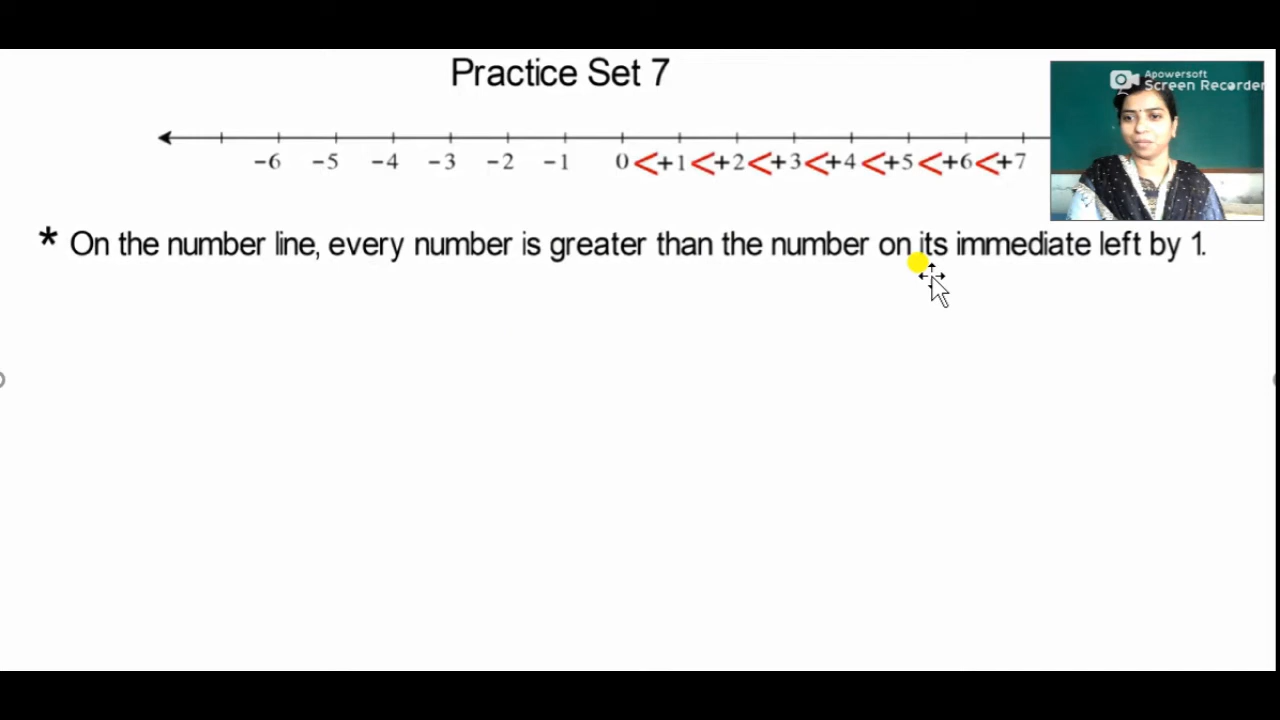 Practice Set 7
Apowersoft
Screen Recorder
−6 −5 −4 −3 −2 −1 0 < +1 < +2 < +3 < +4 < +5 < +6 < +7
* On the number line, every number is greater than the number on its immediate left by 1.